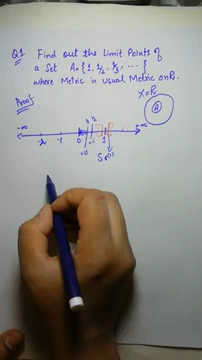 Q1 Find out the Limit Points of
a Set A={1, 1/2, 1/3, ...}
where Metric is usual Metric on R.
Proof
X=R
A
-∞ -2 -1 0 1 ∞